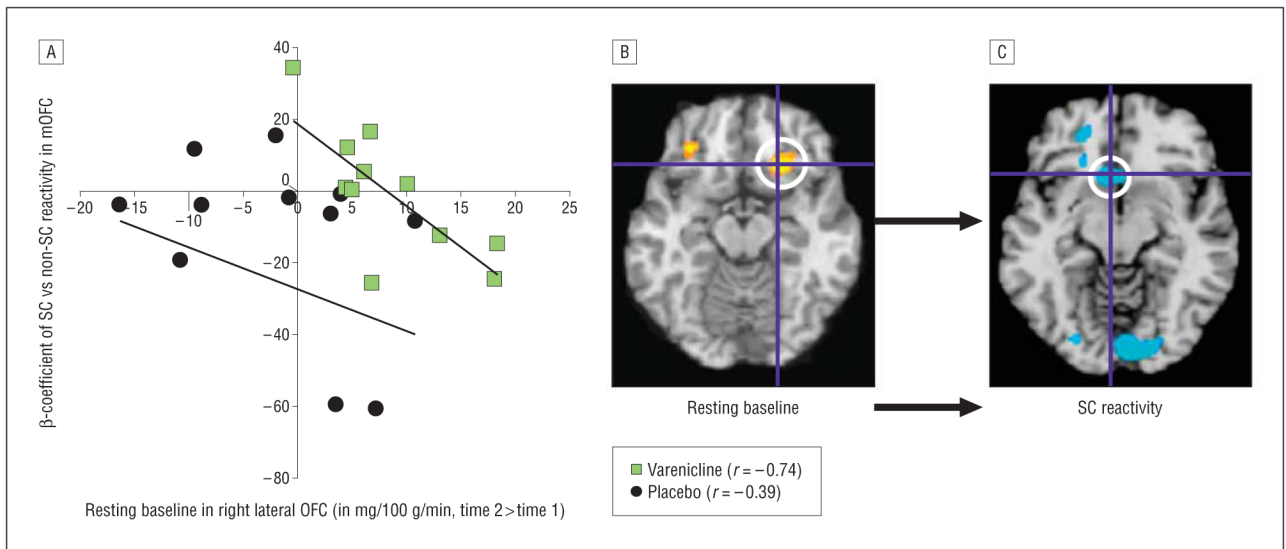 A
B
C
β-coefficient of SC vs non-SC reactivity in mOFC
40
20
0
−20
−40
−60
−80
−20 −15 −10 −5 0 5 10 15 20 25
Resting baseline in right lateral OFC (in mg/100 g/min, time 2>time 1)
Resting baseline
SC reactivity
Varenicline (r = −0.74)
Placebo (r = −0.39)